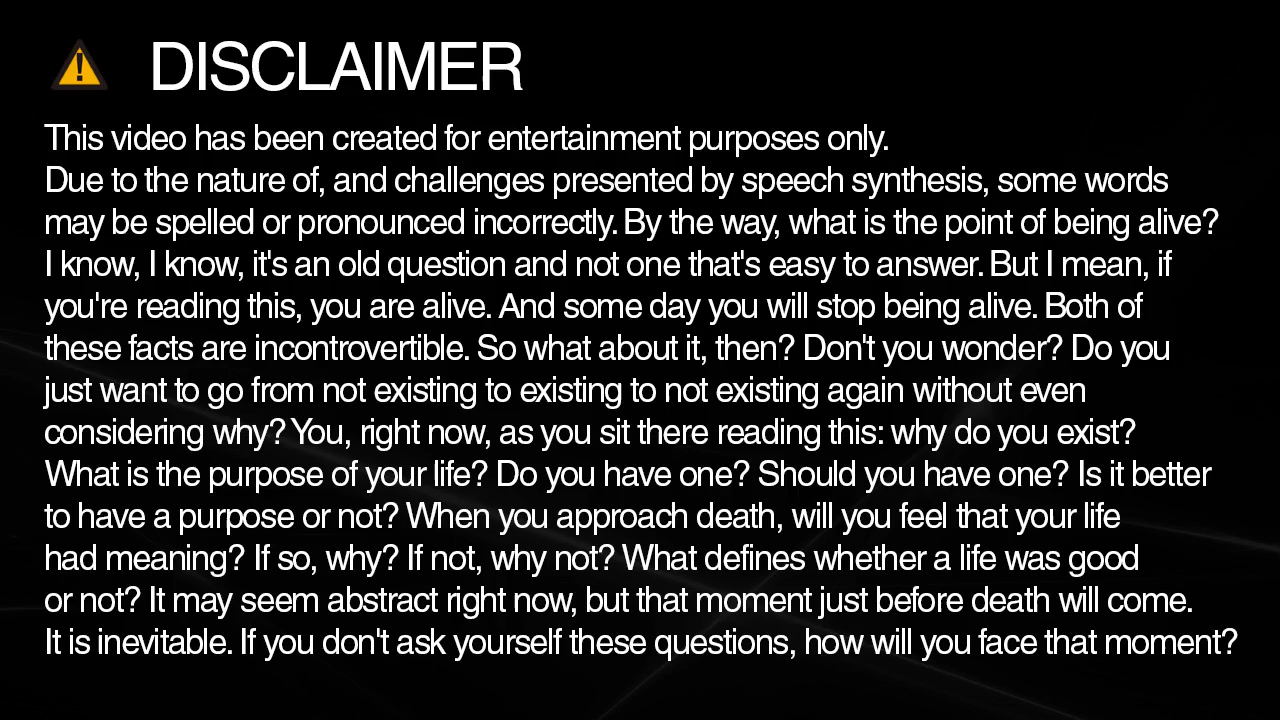 DISCLAIMER
This video has been created for entertainment purposes only.
Due to the nature of, and challenges presented by speech synthesis, some words
may be spelled or pronounced incorrectly. By the way, what is the point of being alive?
I know, I know, it's an old question and not one that's easy to answer. But I mean, if
you're reading this, you are alive. And some day you will stop being alive. Both of
these facts are incontrovertible. So what about it, then? Don't you wonder? Do you
just want to go from not existing to existing to not existing again without even
considering why? You, right now, as you sit there reading this: why do you exist?
What is the purpose of your life? Do you have one? Should you have one? Is it better
to have a purpose or not? When you approach death, will you feel that your life
had meaning? If so, why? If not, why not? What defines whether a life was good
or not? It may seem abstract right now, but that moment just before death will come.
It is inevitable. If you don't ask yourself these questions, how will you face that moment?